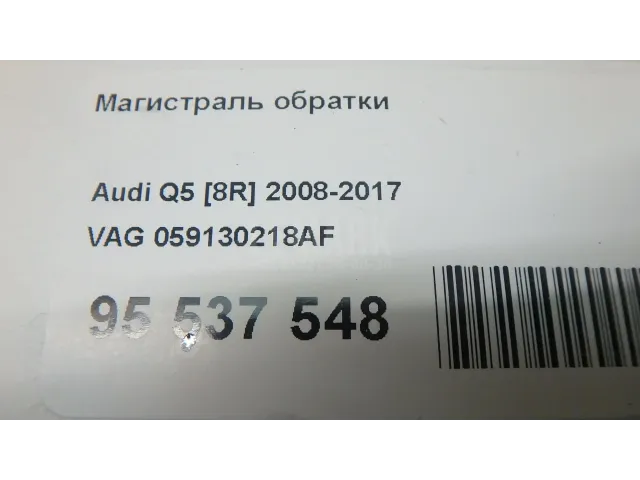 Магистраль обратки
Audi Q5 [8R] 2008-2017
VAG 059130218AF
95 537 548